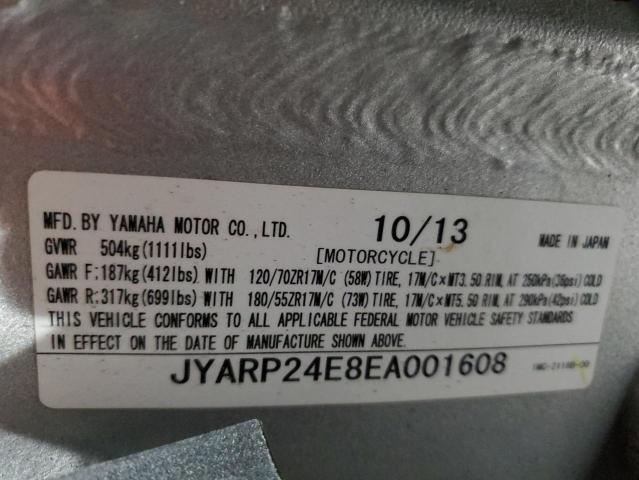 MFD. BY YAMAHA MOTOR CO., LTD. 10/13 MADE IN JAPAN
GVWR 504kg(1111lbs) [MOTORCYCLE]
GAWR F:187kg(412lbs) WITH 120/70ZR17M/C (58W) TIRE, 17M/C×MT3.50 RIM, AT 250kPa(36psi) COLD
GAWR R:317kg(699lbs) WITH 180/55ZR17M/C (73W) TIRE, 17M/C×MT5.50 RIM, AT 290kPa(42psi) COLD
THIS VEHICLE CONFORMS TO ALL APPLICABLE FEDERAL MOTOR VEHICLE SAFETY STANDARDS
IN EFFECT ON THE DATE OF MANUFACTURE SHOWN ABOVE.
JYARP24E8EA001608